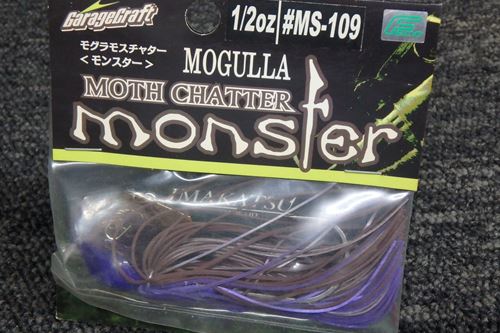 GarageCraft
1/2oz #MS-109
モグラモスチャター
<モンスター>
MOGULLA
MOTH CHATTER
monster
IMAKATSU